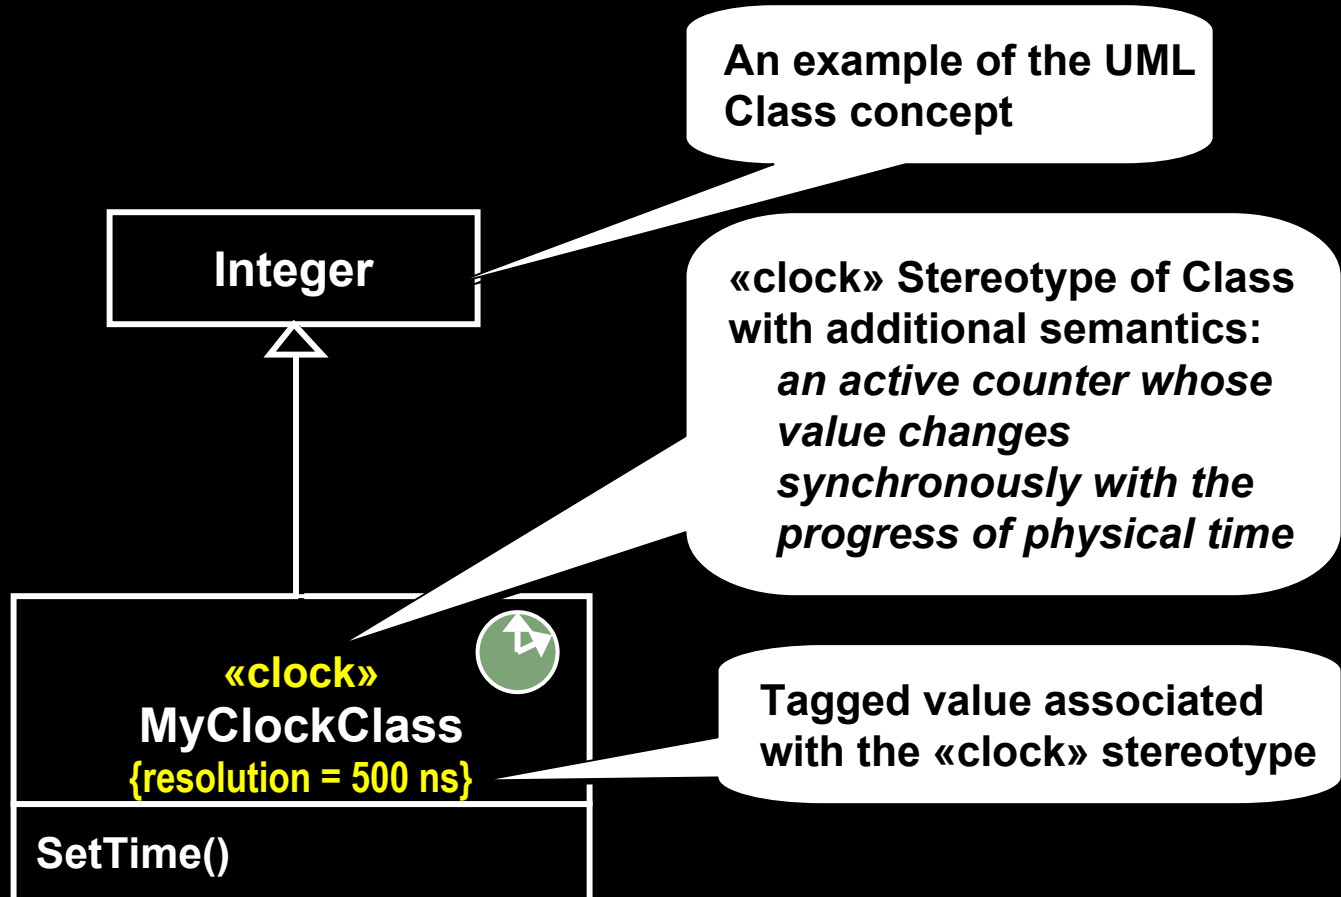 An example of the UML
Class concept
Integer
«clock» Stereotype of Class
with additional semantics:
an active counter whose
value changes
synchronously with the
progress of physical time
«clock»
MyClockClass
{resolution = 500 ns}
Tagged value associated
with the «clock» stereotype
SetTime()